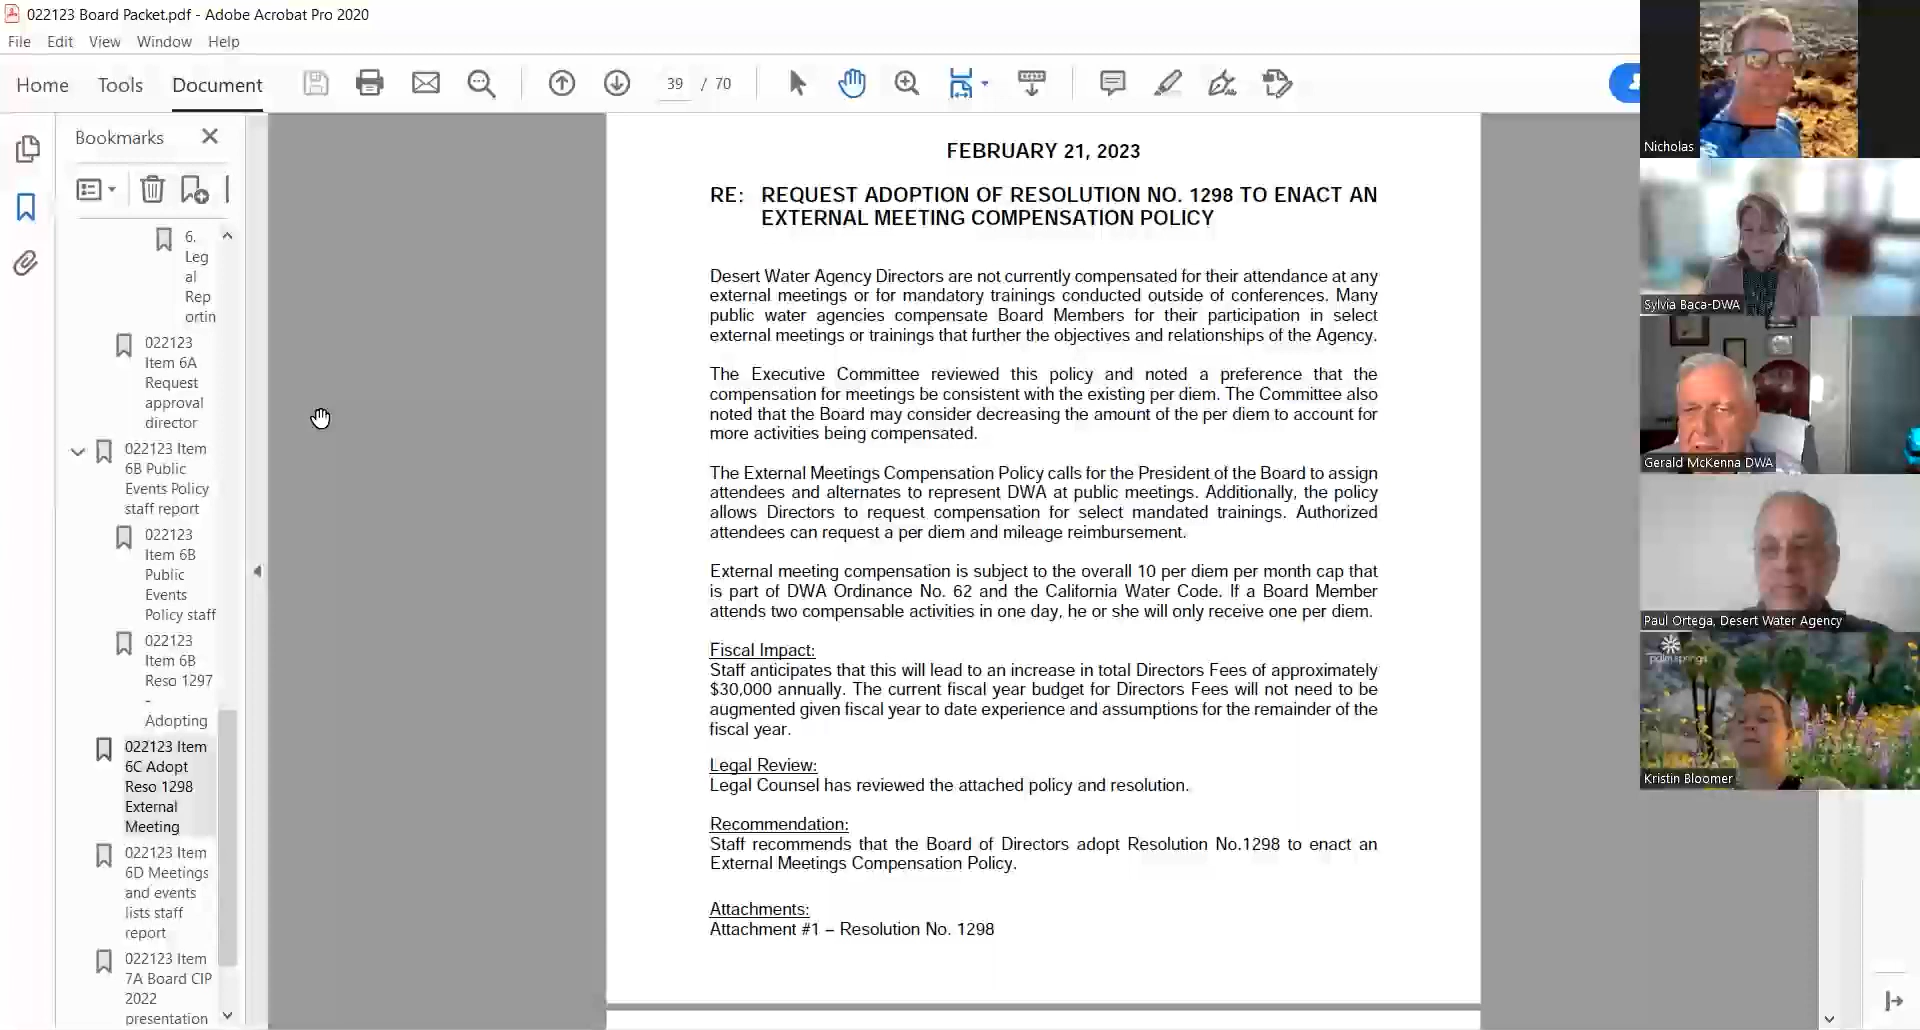 022123 Board Packet.pdf - Adobe Acrobat Pro 2020
File Edit View Window Help
Home Tools Document
39 / 70
Bookmarks
6.
Leg
al
Rep
ortin
022123
Item 6A
Request
approval
director
022123 Item
6B Public
Events Policy
staff report
022123
Item 6B
Public
Events
Policy staff
022123
Item 6B
Reso 1297
-
Adopting
022123 Item
6C Adopt
Reso 1298
External
Meeting
022123 Item
6D Meetings
and events
lists staff
report
022123 Item
7A Board CIP
2022
presentation
FEBRUARY 21, 2023
RE: REQUEST ADOPTION OF RESOLUTION NO. 1298 TO ENACT AN
EXTERNAL MEETING COMPENSATION POLICY
Desert Water Agency Directors are not currently compensated for their attendance at any
external meetings or for mandatory trainings conducted outside of conferences. Many
public water agencies compensate Board Members for their participation in select
external meetings or trainings that further the objectives and relationships of the Agency.
The Executive Committee reviewed this policy and noted a preference that the
compensation for meetings be consistent with the existing per diem. The Committee also
noted that the Board may consider decreasing the amount of the per diem to account for
more activities being compensated.
The External Meetings Compensation Policy calls for the President of the Board to assign
attendees and alternates to represent DWA at public meetings. Additionally, the policy
allows Directors to request compensation for select mandated trainings. Authorized
attendees can request a per diem and mileage reimbursement.
External meeting compensation is subject to the overall 10 per diem per month cap that
is part of DWA Ordinance No. 62 and the California Water Code. If a Board Member
attends two compensable activities in one day, he or she will only receive one per diem.
Fiscal Impact:
Staff anticipates that this will lead to an increase in total Directors Fees of approximately
$30,000 annually. The current fiscal year budget for Directors Fees will not need to be
augmented given fiscal year to date experience and assumptions for the remainder of the
fiscal year.
Legal Review:
Legal Counsel has reviewed the attached policy and resolution.
Recommendation:
Staff recommends that the Board of Directors adopt Resolution No.1298 to enact an
External Meetings Compensation Policy.
Attachments:
Attachment #1 – Resolution No. 1298
Nicholas
Sylvia Baca-DWA
Gerald McKenna DWA
Paul Ortega, Desert Water Agency
palm springs
Kristin Bloomer